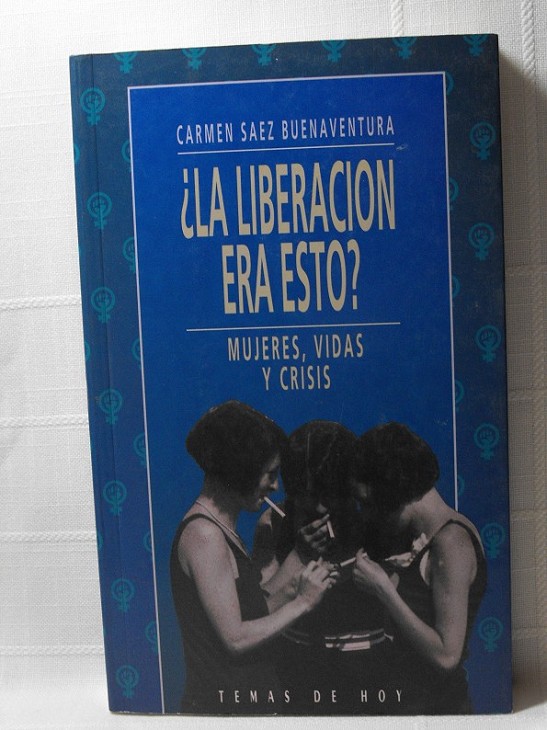 CARMEN SAEZ BUENAVENTURA
¿LA LIBERACION
ERA ESTO?
MUJERES, VIDAS
Y CRISIS
TEMAS DE HOY